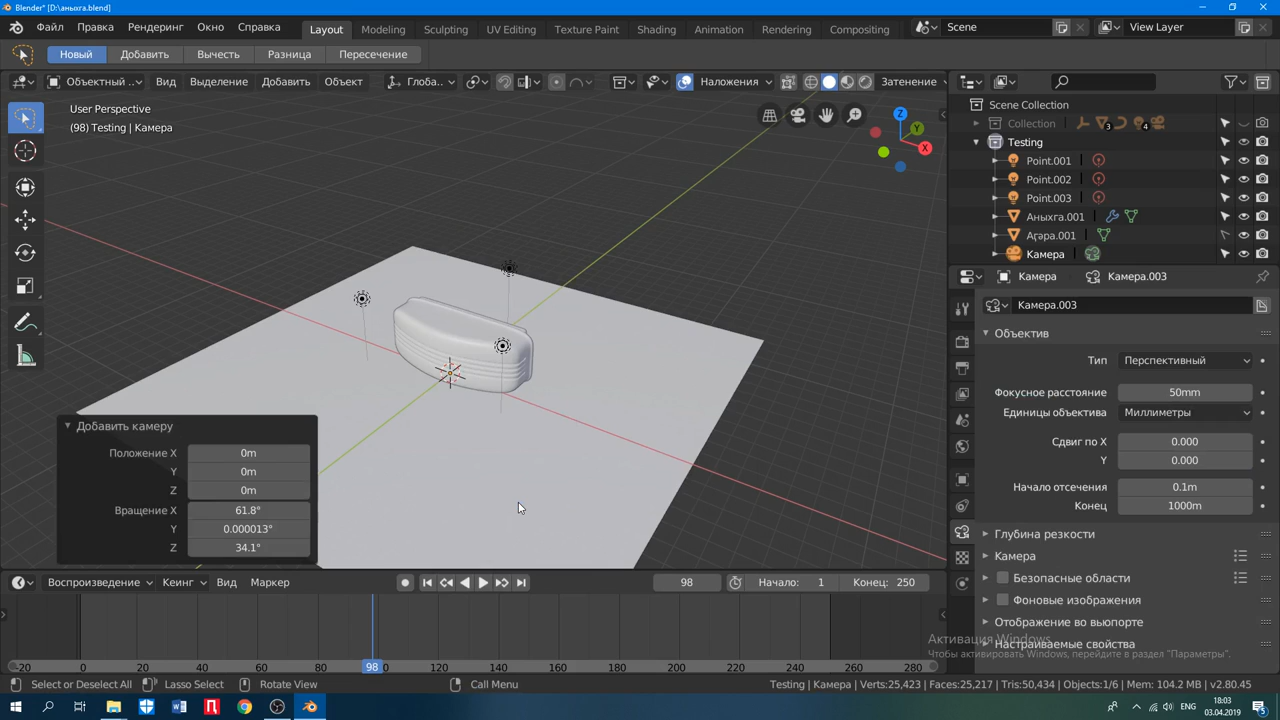 Blender* [D:\аныхга.blend]
Файл Правка Рендеринг Окно Справка Layout Modeling Sculpting UV Editing Texture Paint Shading Animation Rendering Compositing Scene View Layer
Новый Добавить Вычесть Разница Пересечение
Объектный .. Вид Выделение Добавить Объект Глоба.. Наложения Затенение
User Perspective
(98) Testing | Камера
Z
Y
X
Scene Collection
Collection 3 4
Testing
Point.001
Point.002
Point.003
Аныхга.001
Аҕәра.001
Камера
Камера Камера.003
Камера.003
Объектив
Тип Перспективный
Фокусное расстояние 50mm
Единицы объектива Миллиметры
Сдвиг по X 0.000
Y 0.000
Начало отсечения 0.1m
Конец 1000m
Глубина резкости
Камера
Безопасные области
Фоновые изображения
Отображение во вьюпорте
Настраиваемые свойства
Активация Windows
Чтобы активировать Windows, перейдите в раздел "Параметры".
Добавить камеру
Положение X 0m
Y 0m
Z 0m
Вращение X 61.8°
Y 0.000013°
Z 34.1°
Воспроизведение Кеинг Вид Маркер 98 Начало: 1 Конец: 250
-20 0 20 40 60 80 98 0 120 140 160 180 200 220 240 260 280
Select or Deselect All Lasso Select Rotate View Call Menu Testing | Камера | Verts:25,423 | Faces:25,217 | Tris:50,434 | Objects:1/6 | Mem: 104.2 MB | v2.80.45
ENG 18:03
03.04.2019 5